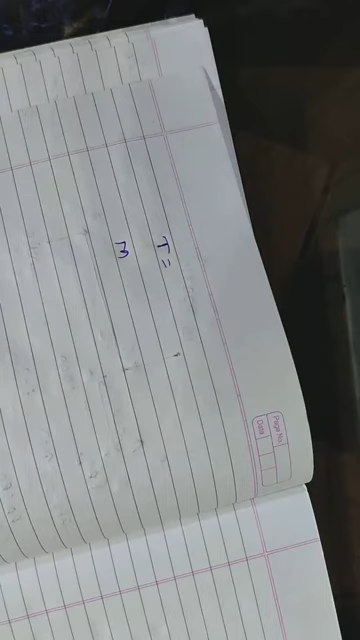 Page No.
Date
T =
m